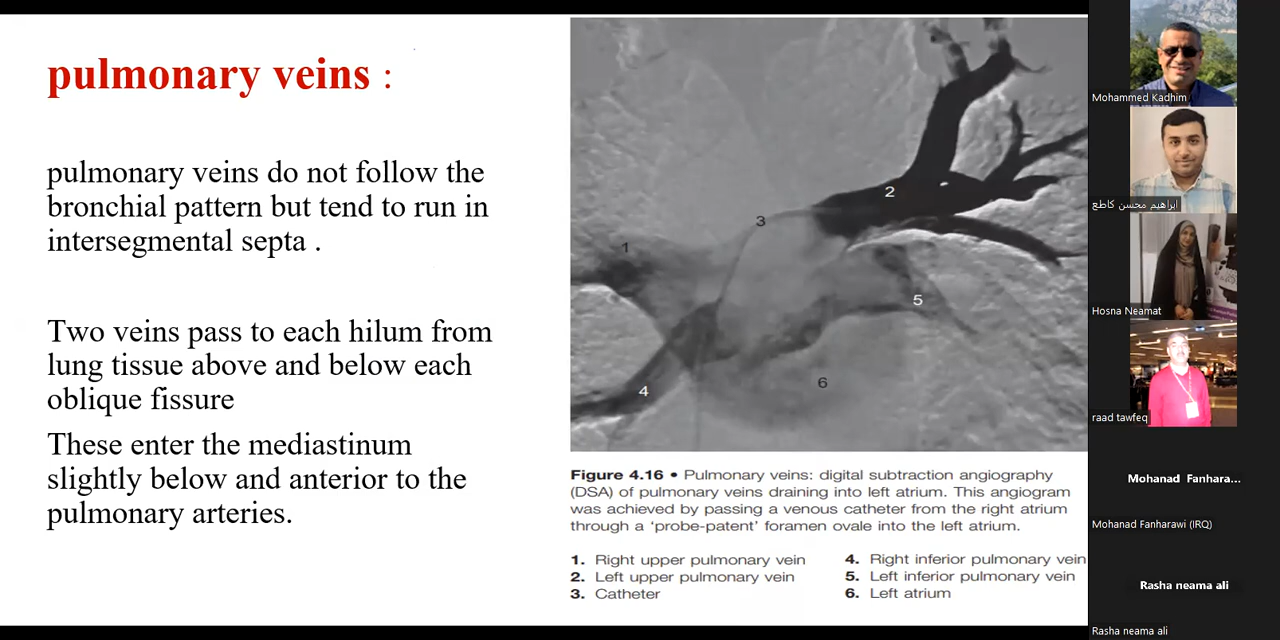 pulmonary veins :
pulmonary veins do not follow the
bronchial pattern but tend to run in
intersegmental septa .
Two veins pass to each hilum from
lung tissue above and below each
oblique fissure
These enter the mediastinum
slightly below and anterior to the
pulmonary arteries.
1
2
3
4
5
6
Figure 4.16 • Pulmonary veins: digital subtraction angiography
(DSA) of pulmonary veins draining into left atrium. This angiogram
was achieved by passing a venous catheter from the right atrium
through a ‘probe-patent’ foramen ovale into the left atrium.
1. Right upper pulmonary vein
2. Left upper pulmonary vein
3. Catheter
4. Right inferior pulmonary vein
5. Left inferior pulmonary vein
6. Left atrium
Mohammed Kadhim
ابراهيم محسن كاطع
Hosna Neamat
raad tawfeq
Mohanad Fanhara...
Mohanad Fanharawi (IRQ)
Rasha neama ali
Rasha neama ali